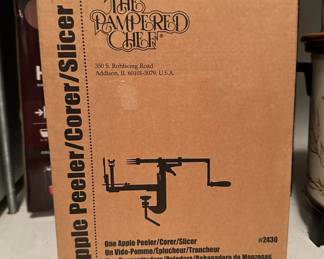 THE
PAMPERED
CHEF®
350 S. Rohlwing Road
Addison, IL 60101-3079, U.S.A.
Apple Peeler/Corer/Slicer
One Apple Peeler/Corer/Slicer
#2430
Un Vide-Pomme/Éplucheur/Trancheur
H